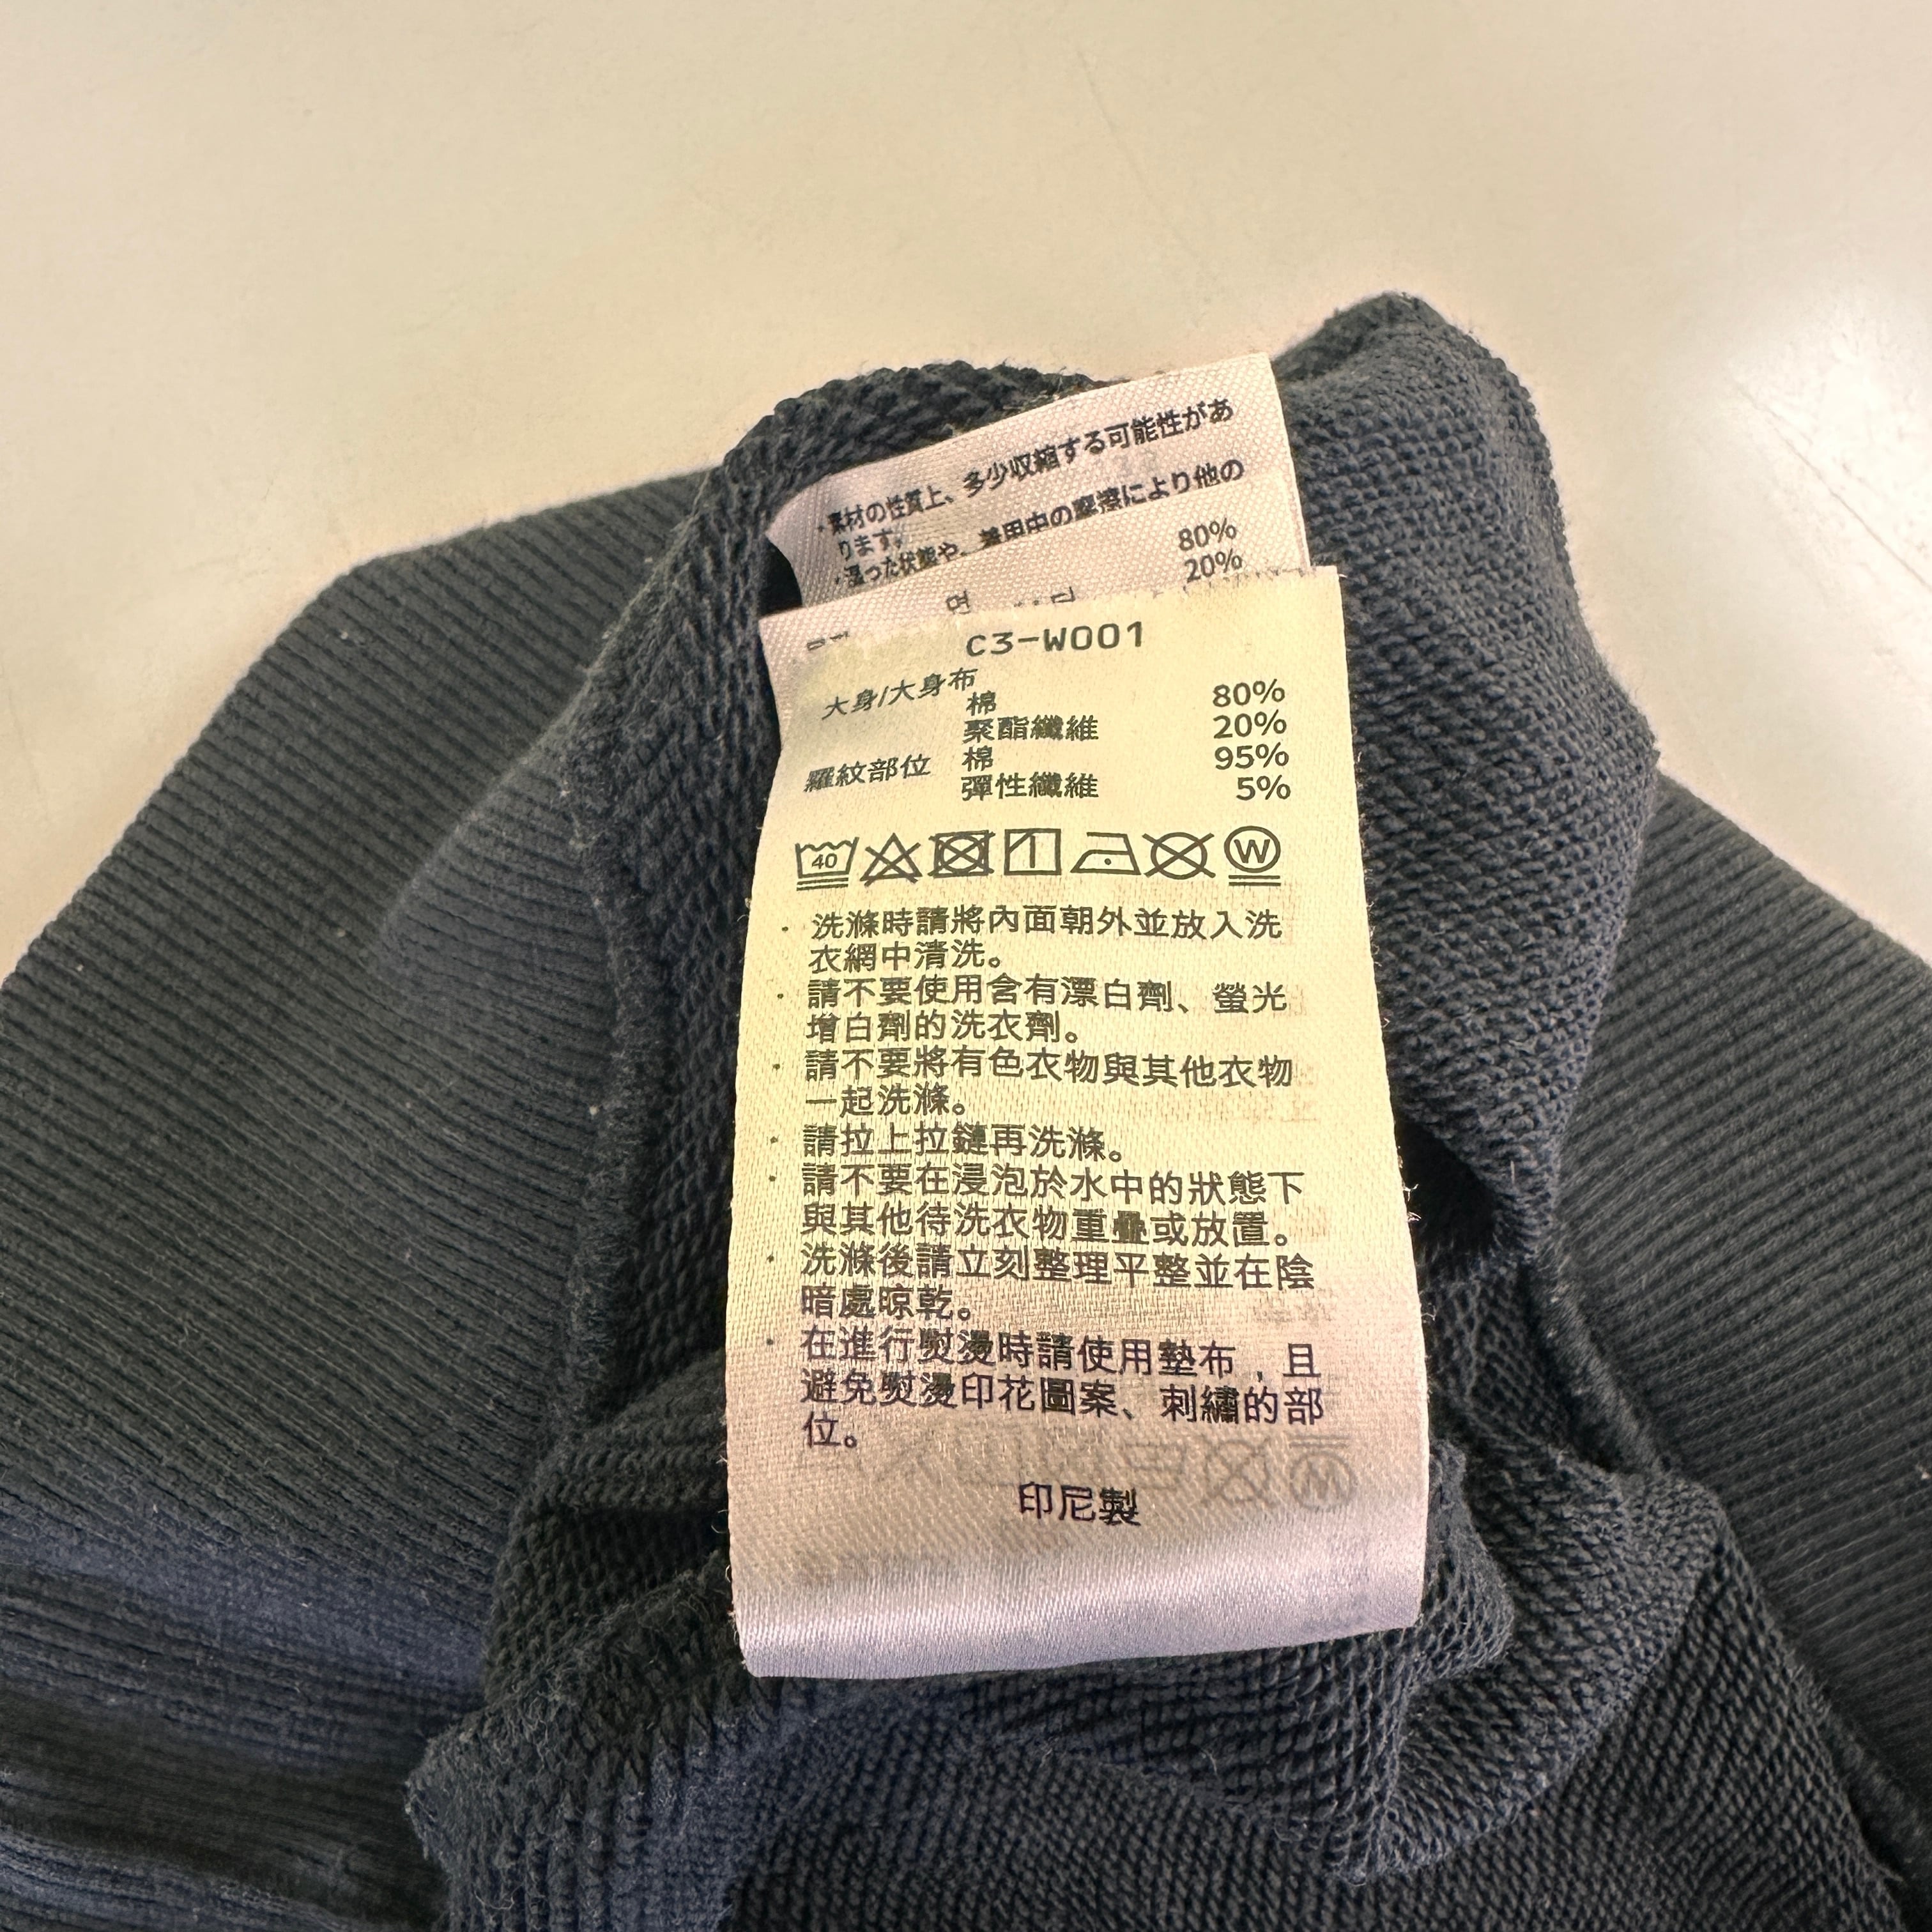 ・素材の性質上、多少収縮する可能性があ
ります。
・湿った状態や、着用中の摩擦により他の
80%
20%
C3-W001
大身/大身布
棉 80%
聚酯纖維 20%
羅紋部位 棉 95%
彈性纖維 5%
40
W
・洗滌時請將內面朝外並放入洗
衣網中清洗。
・請不要使用含有漂白劑、螢光
增白劑的洗衣劑。
・請不要將有色衣物與其他衣物
一起洗滌。
・請拉上拉鏈再洗滌。
・請不要在浸泡於水中的狀態下
與其他待洗衣物重疊或放置。
・洗滌後請立刻整理平整並在陰
暗處晾乾。
・在進行熨燙時請使用墊布，且
避免熨燙印花圖案、刺繡的部
位。
印尼製